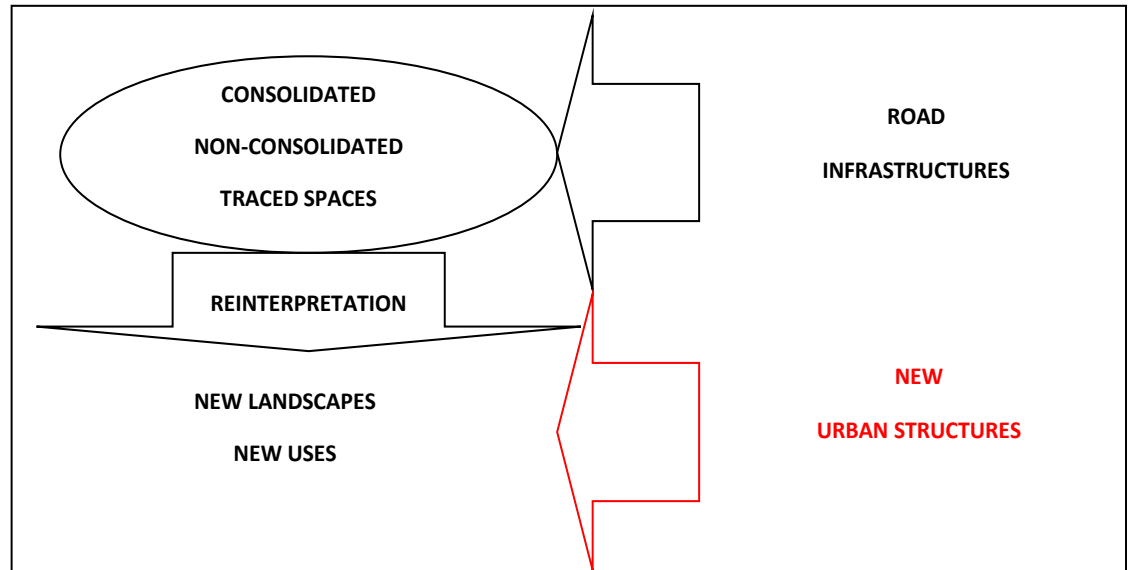 CONSOLIDATED
NON-CONSOLIDATED
TRACED SPACES
ROAD
INFRASTRUCTURES
REINTERPRETATION
NEW LANDSCAPES
NEW USES
NEW
URBAN STRUCTURES